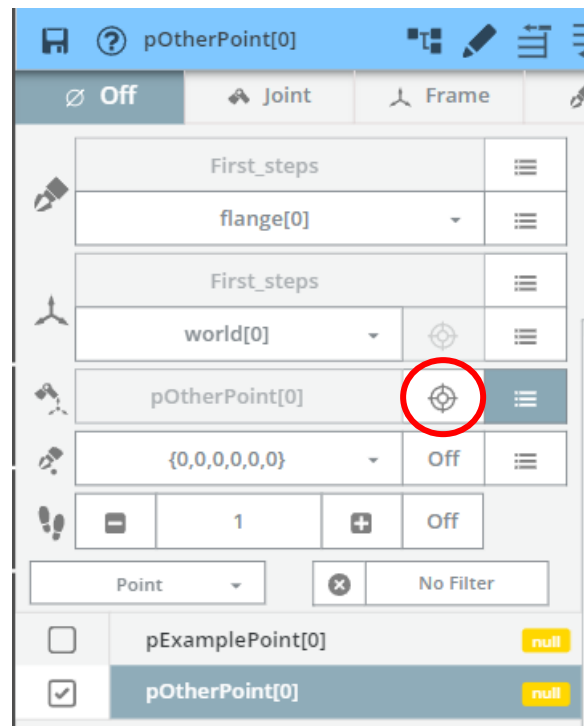 pOtherPoint[0]
Off Joint Frame
First_steps
flange[0]
First_steps
world[0]
pOtherPoint[0]
{0,0,0,0,0,0} Off
1 Off
Point No Filter
pExamplePoint[0] null
pOtherPoint[0] null